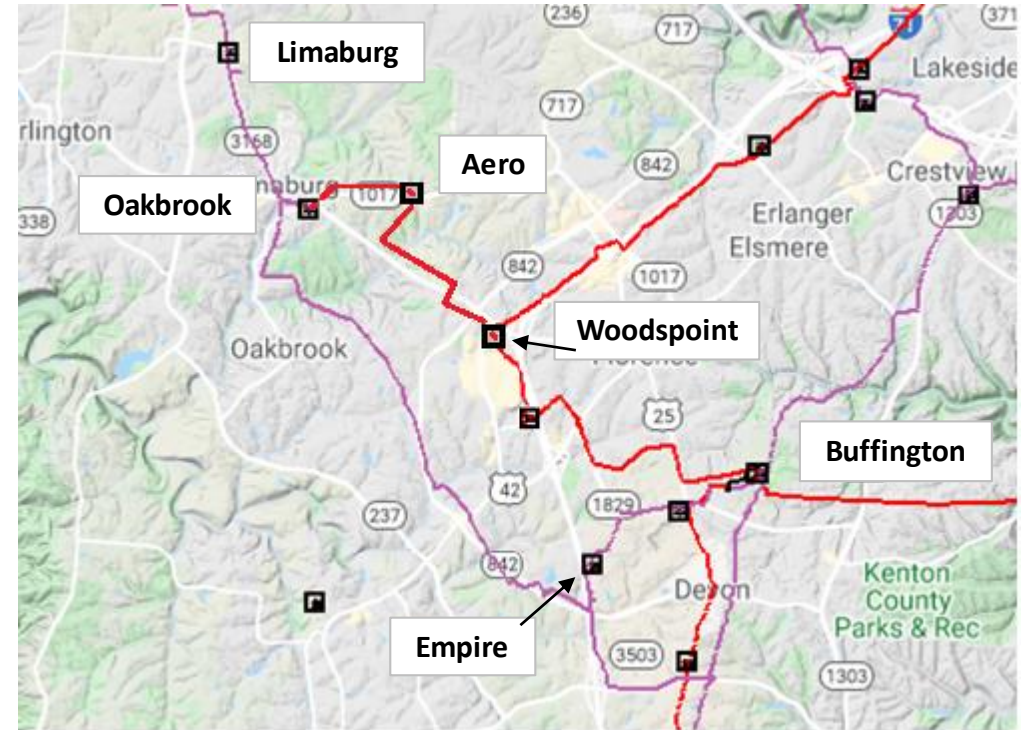 236
717
71
371
Limaburg
Lakeside
717
rlington
3168
Aero
842
Crestview
Oakbrook
1017
338
1303
Erlanger
Elsmere
842
1017
Woodspoint
Oakbrook
25
Buffington
42
1829
237
842
Devon
Kenton
County
Parks & Rec
Empire
3503
1303